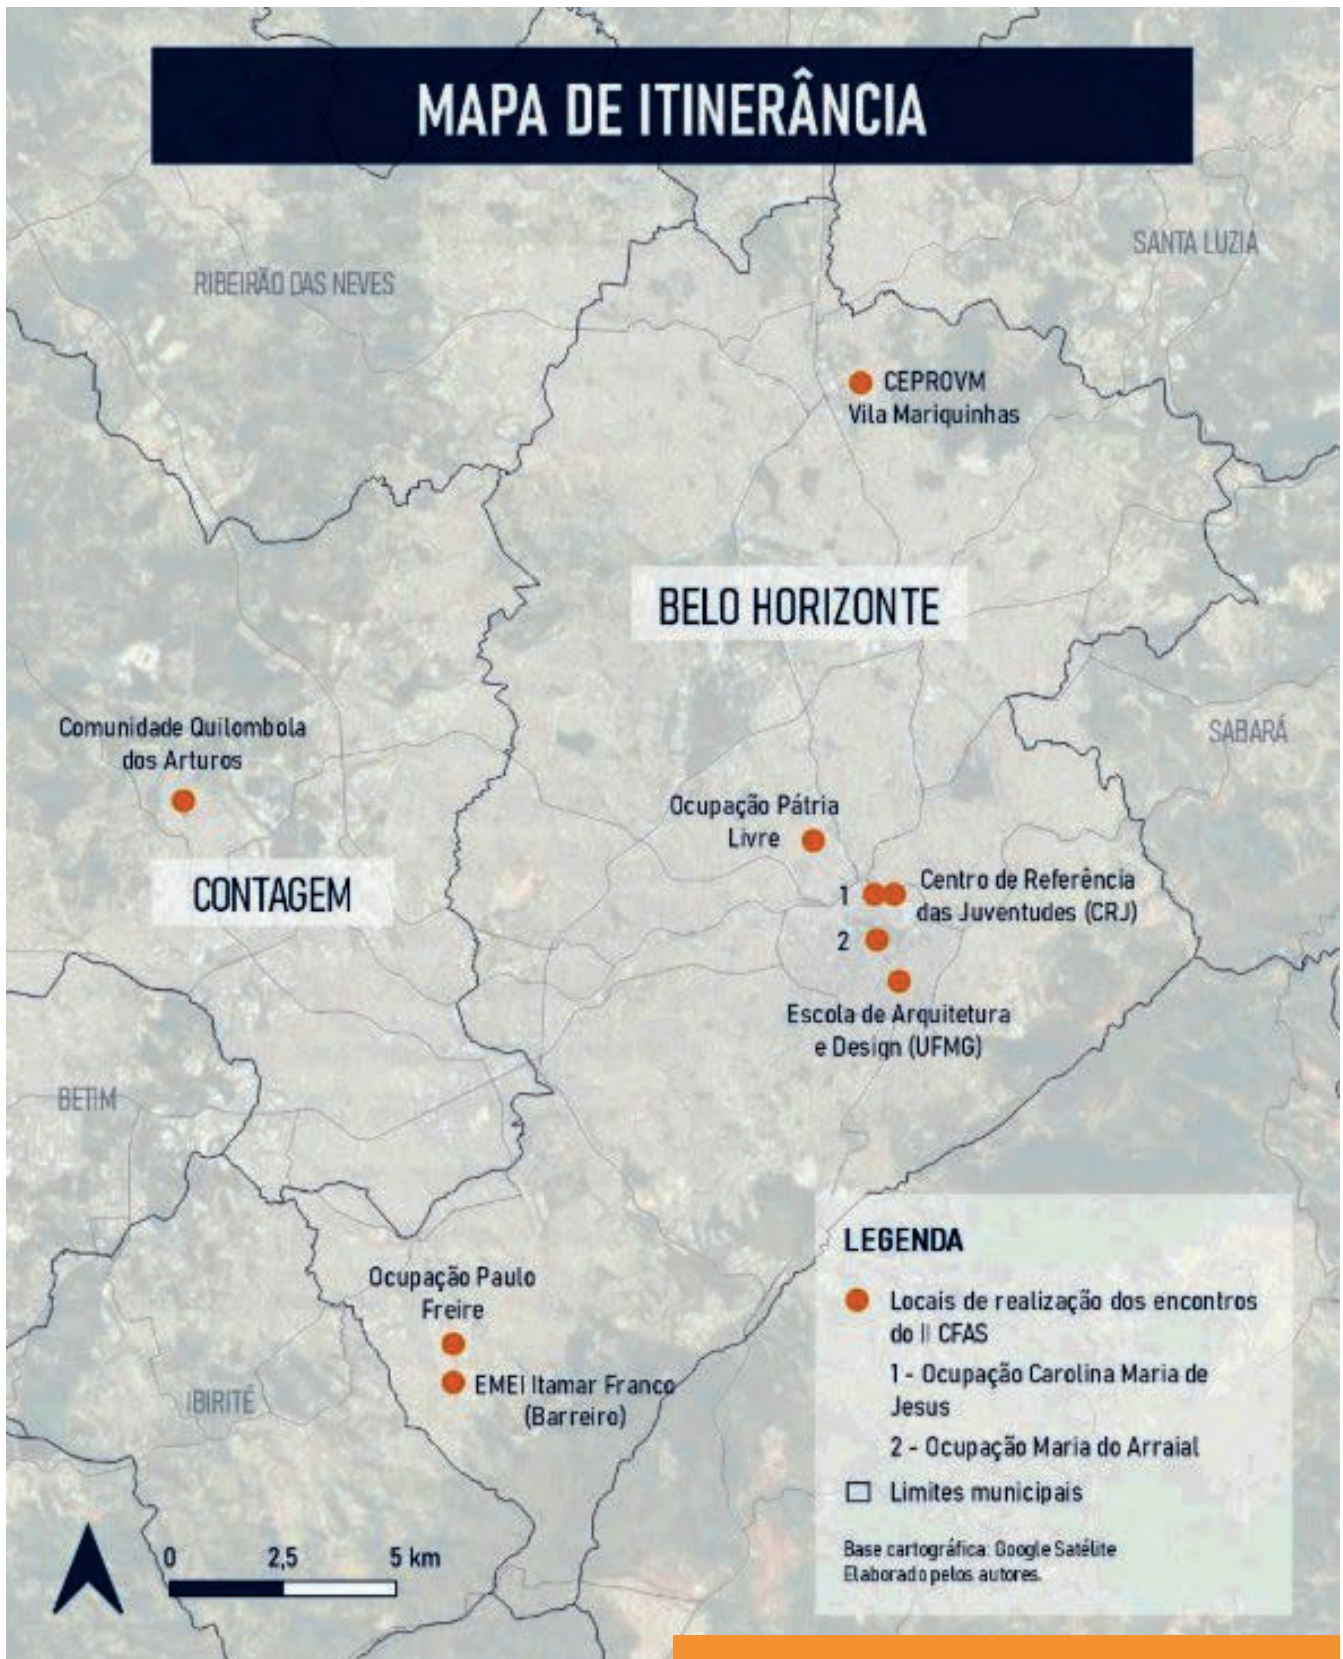 MAPA DE ITINERÂNCIA
SANTA LUZIA
RIBEIRÃO DAS NEVES
CEPROVM
Vila Mariquinhas
BELO HORIZONTE
Comunidade Quilombola
dos Arturos
SABARÁ
Ocupação Pátria
Livre
CONTAGEM
1
Centro de Referência
das Juventudes (CRJ)
2
Escola de Arquitetura
e Design (UFMG)
BETIM
Ocupação Paulo
Freire
EMEI Itamar Franco
(Barreiro)
IBIRITÉ
LEGENDA
Locais de realização dos encontros
do II CFAS
1 - Ocupação Carolina Maria de
Jesus
2 - Ocupação Maria do Arraial
Limites municipais
Base cartográfica: Google Satélite
Elaborado pelos autores.
0 2,5 5 km